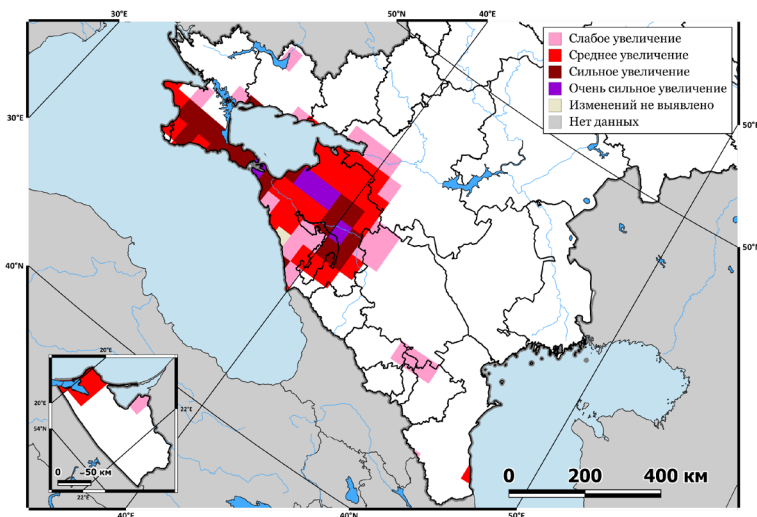 30°E
50°N
40°E
Слабое увеличение
Среднее увеличение
Сильное увеличение
Очень сильное увеличение
Изменений не выявлено
Нет данных
30°E
50°E
50°N
40°N
20°E
20°E
22°E
54°N
0 50 км
22°E
0 200 400 км
40°E
40°N
50°E